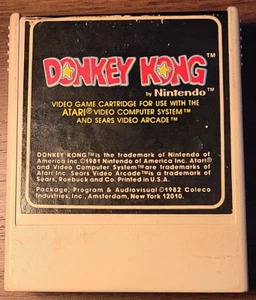 DONKEY KONG™
by Nintendo®
VIDEO GAME CARTRIDGE FOR USE WITH THE
ATARI® VIDEO COMPUTER SYSTEM™
AND SEARS VIDEO ARCADE™
DONKEY KONG™ is the trademark of Nintendo of
America Inc. ©1981 Nintendo of America Inc. Atari®
and Video Computer System™ are trademarks of
Atari Inc. Sears Video Arcade™ is a trademark of
Sears, Roebuck and Co. Printed in U.S.A.
Package, Program & Audiovisual ©1982 Coleco
Industries, Inc., Amsterdam, New York 12010.